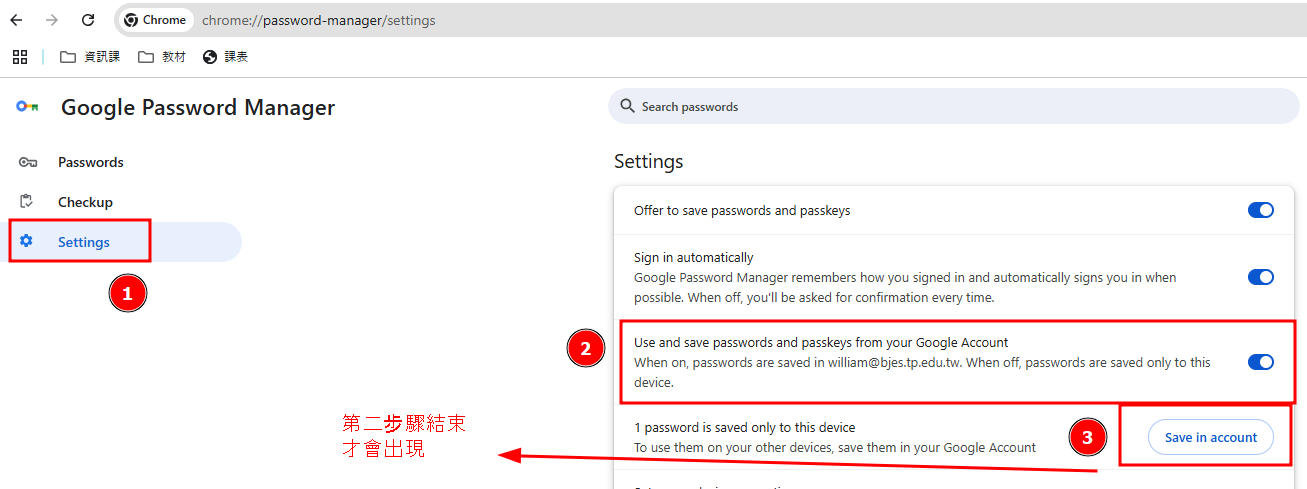 Chrome chrome://password-manager/settings
資訊課 教材 課表
Google Password Manager
Search passwords
Passwords
Checkup
Settings
1
Settings
Offer to save passwords and passkeys
Sign in automatically
Google Password Manager remembers how you signed in and automatically signs you in when
possible. When off, you'll be asked for confirmation every time.
2
Use and save passwords and passkeys from your Google Account
When on, passwords are saved in william@bjes.tp.edu.tw. When off, passwords are saved only to this
device.
第二步驟結束
才會出現
1 password is saved only to this device
To use them on your other devices, save them in your Google Account
3
Save in account